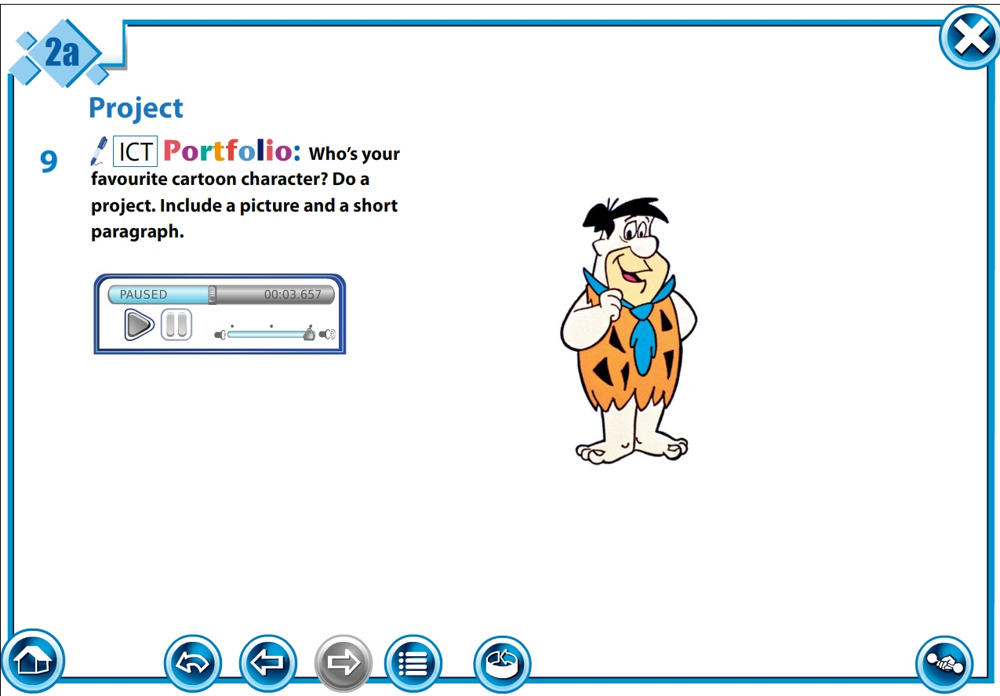 2a
Project
9
ICT Portfolio: Who's your
favourite cartoon character? Do a
project. Include a picture and a short
paragraph.
PAUSED 00:03.657